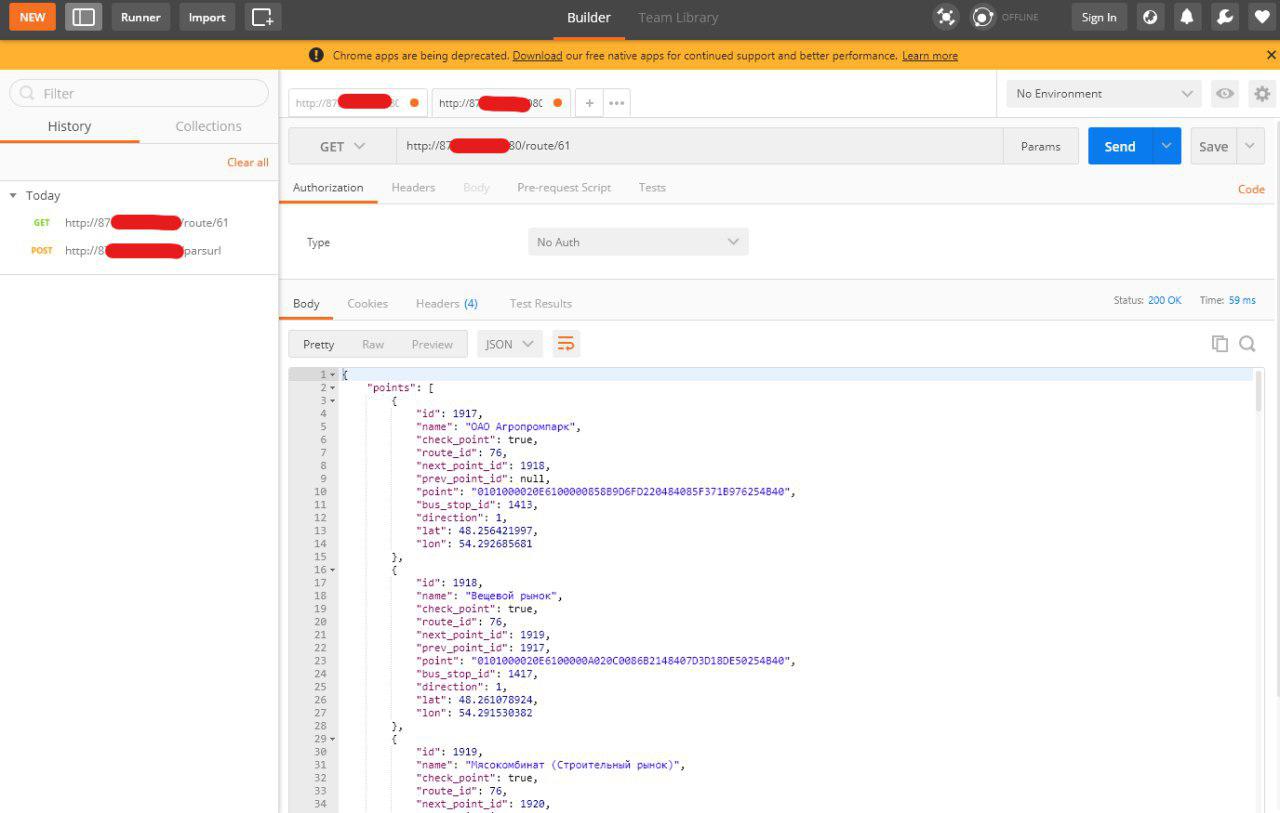 NEW Runner Import Builder Team Library OFFLINE Sign In
Chrome apps are being deprecated. Download our free native apps for continued support and better performance. Learn more
Filter
History Collections
Clear all
Today
GET http://87 /route/61
POST http://8 parsurl
http://87 http://87 080 + ••• No Environment
GET http://87 80/route/61 Params Send Save
Authorization Headers Body Pre-request Script Tests Code
Type No Auth
Body Cookies Headers (4) Test Results Status: 200 OK Time: 59 ms
Pretty Raw Preview JSON
1 {
2 "points": [
3 {
4 "id": 1917,
5 "name": "ОАО Агропромпарк",
6 "check_point": true,
7 "route_id": 76,
8 "next_point_id": 1918,
9 "prev_point_id": null,
10 "point": "0101000020E6100000858B9D6FD220484085F371B976254B40",
11 "bus_stop_id": 1413,
12 "direction": 1,
13 "lat": 48.256421997,
14 "lon": 54.292685681
15 },
16 {
17 "id": 1918,
18 "name": "Вещевой рынок",
19 "check_point": true,
20 "route_id": 76,
21 "next_point_id": 1919,
22 "prev_point_id": 1917,
23 "point": "0101000020E6100000A020C0086B2148407D3D18DE50254B40",
24 "bus_stop_id": 1417,
25 "direction": 1,
26 "lat": 48.261078924,
27 "lon": 54.291530382
28 },
29 {
30 "id": 1919,
31 "name": "Мясокомбинат (Строительный рынок)",
32 "check_point": true,
33 "route_id": 76,
34 "next_point_id": 1920,